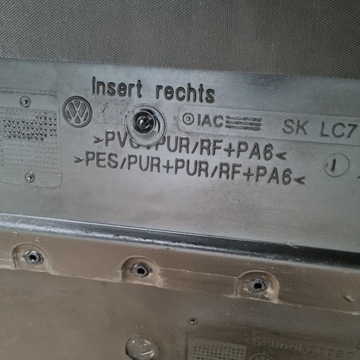 Insert rechts
IAC SK LC7
>PVC/PUR/RF+PA6<
>PES/PUR+PUR/RF+PA6<